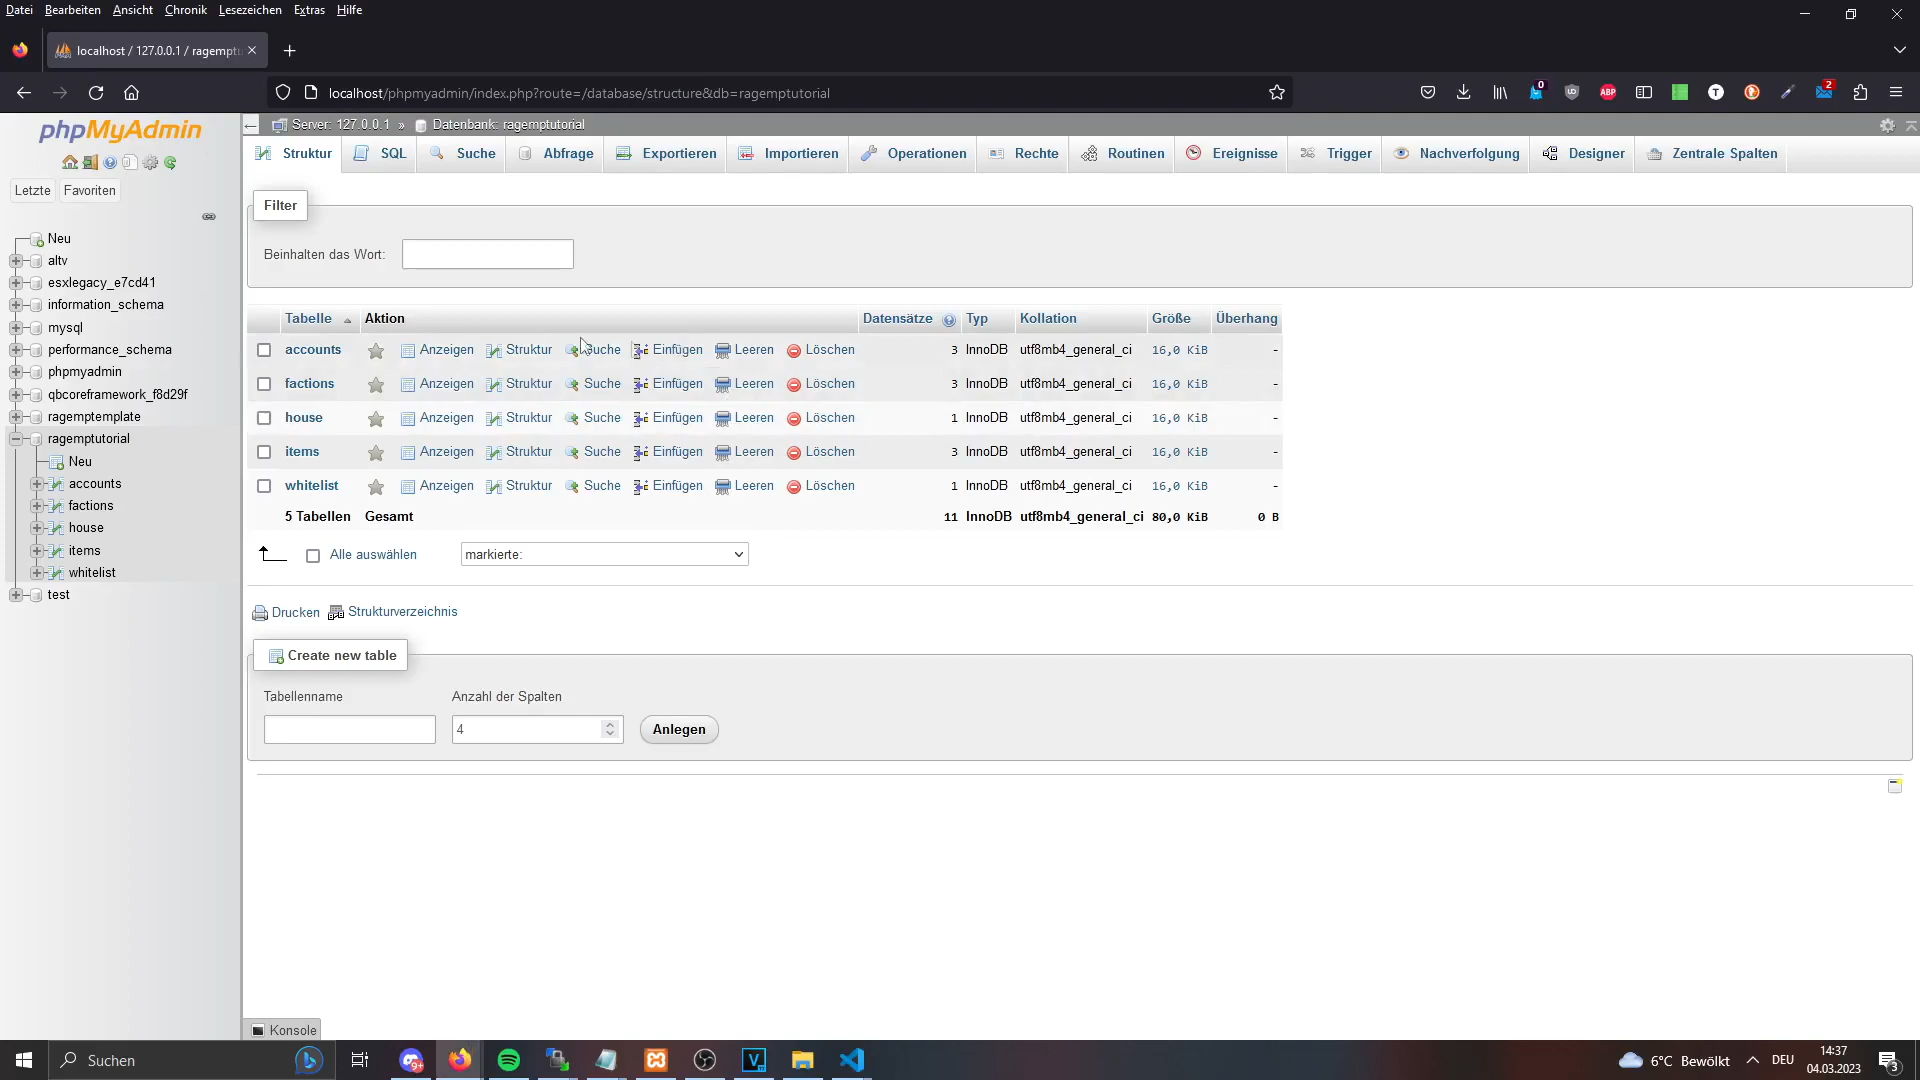 Datei Bearbeiten Ansicht Chronik Lesezeichen Extras Hilfe
localhost / 127.0.0.1 / ragemptu
localhost/phpmyadmin/index.php?route=/database/structure&db=ragemptutorial
0
ABP
T
2
phpMyAdmin
Letzte Favoriten
Neu
altv
esxlegacy_e7cd41
information_schema
mysql
performance_schema
phpmyadmin
qbcoreframework_f8d29f
ragemptemplate
ragemptutorial
Neu
accounts
factions
house
items
whitelist
test
Server: 127.0.0.1 » Datenbank: ragemptutorial
Struktur SQL Suche Abfrage Exportieren Importieren Operationen Rechte Routinen Ereignisse Trigger Nachverfolgung Designer Zentrale Spalten
Filter
Beinhalten das Wort:
Tabelle Aktion Datensätze Typ Kollation Größe Überhang
accounts Anzeigen Struktur Suche Einfügen Leeren Löschen 3 InnoDB utf8mb4_general_ci 16,0 KiB -
factions Anzeigen Struktur Suche Einfügen Leeren Löschen 3 InnoDB utf8mb4_general_ci 16,0 KiB -
house Anzeigen Struktur Suche Einfügen Leeren Löschen 1 InnoDB utf8mb4_general_ci 16,0 KiB -
items Anzeigen Struktur Suche Einfügen Leeren Löschen 3 InnoDB utf8mb4_general_ci 16,0 KiB -
whitelist Anzeigen Struktur Suche Einfügen Leeren Löschen 1 InnoDB utf8mb4_general_ci 16,0 KiB -
5 Tabellen Gesamt 11 InnoDB utf8mb4_general_ci 80,0 KiB 0 B
Alle auswählen markierte:
Drucken Strukturverzeichnis
Create new table
Tabellenname Anzahl der Spalten
4 Anlegen
Konsole
Suchen
9+
V
6°C Bewölkt DEU 14:37
04.03.2023
3